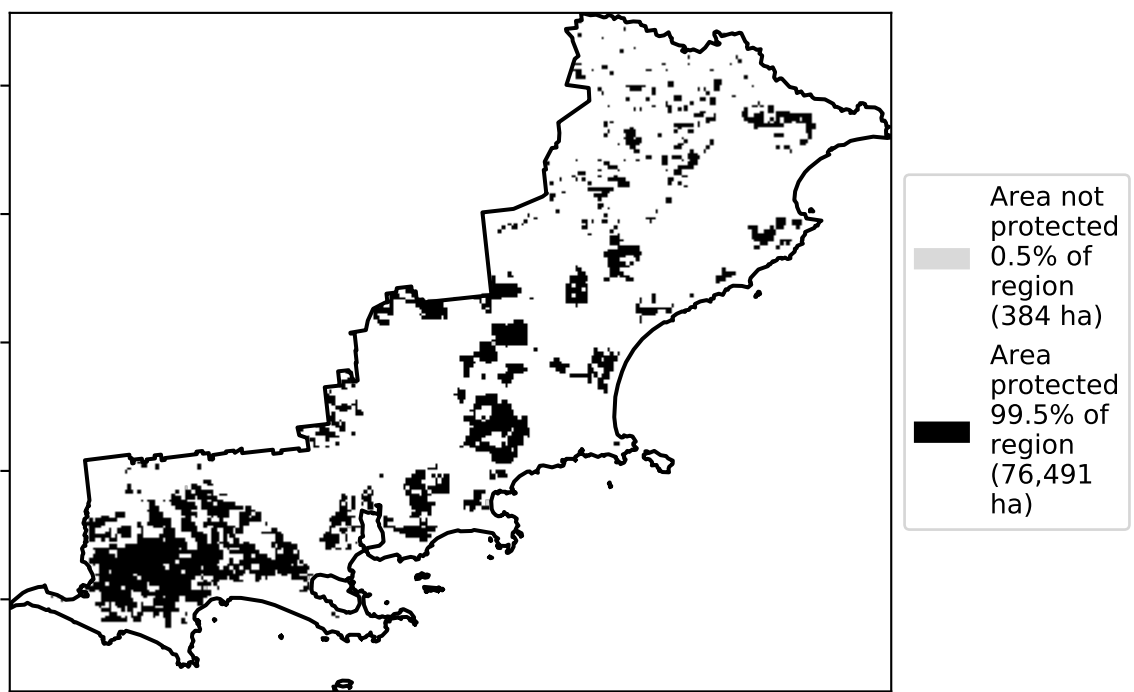 Area not
protected
0.5% of
region
(384 ha)
Area
protected
99.5% of
region
(76,491
ha)